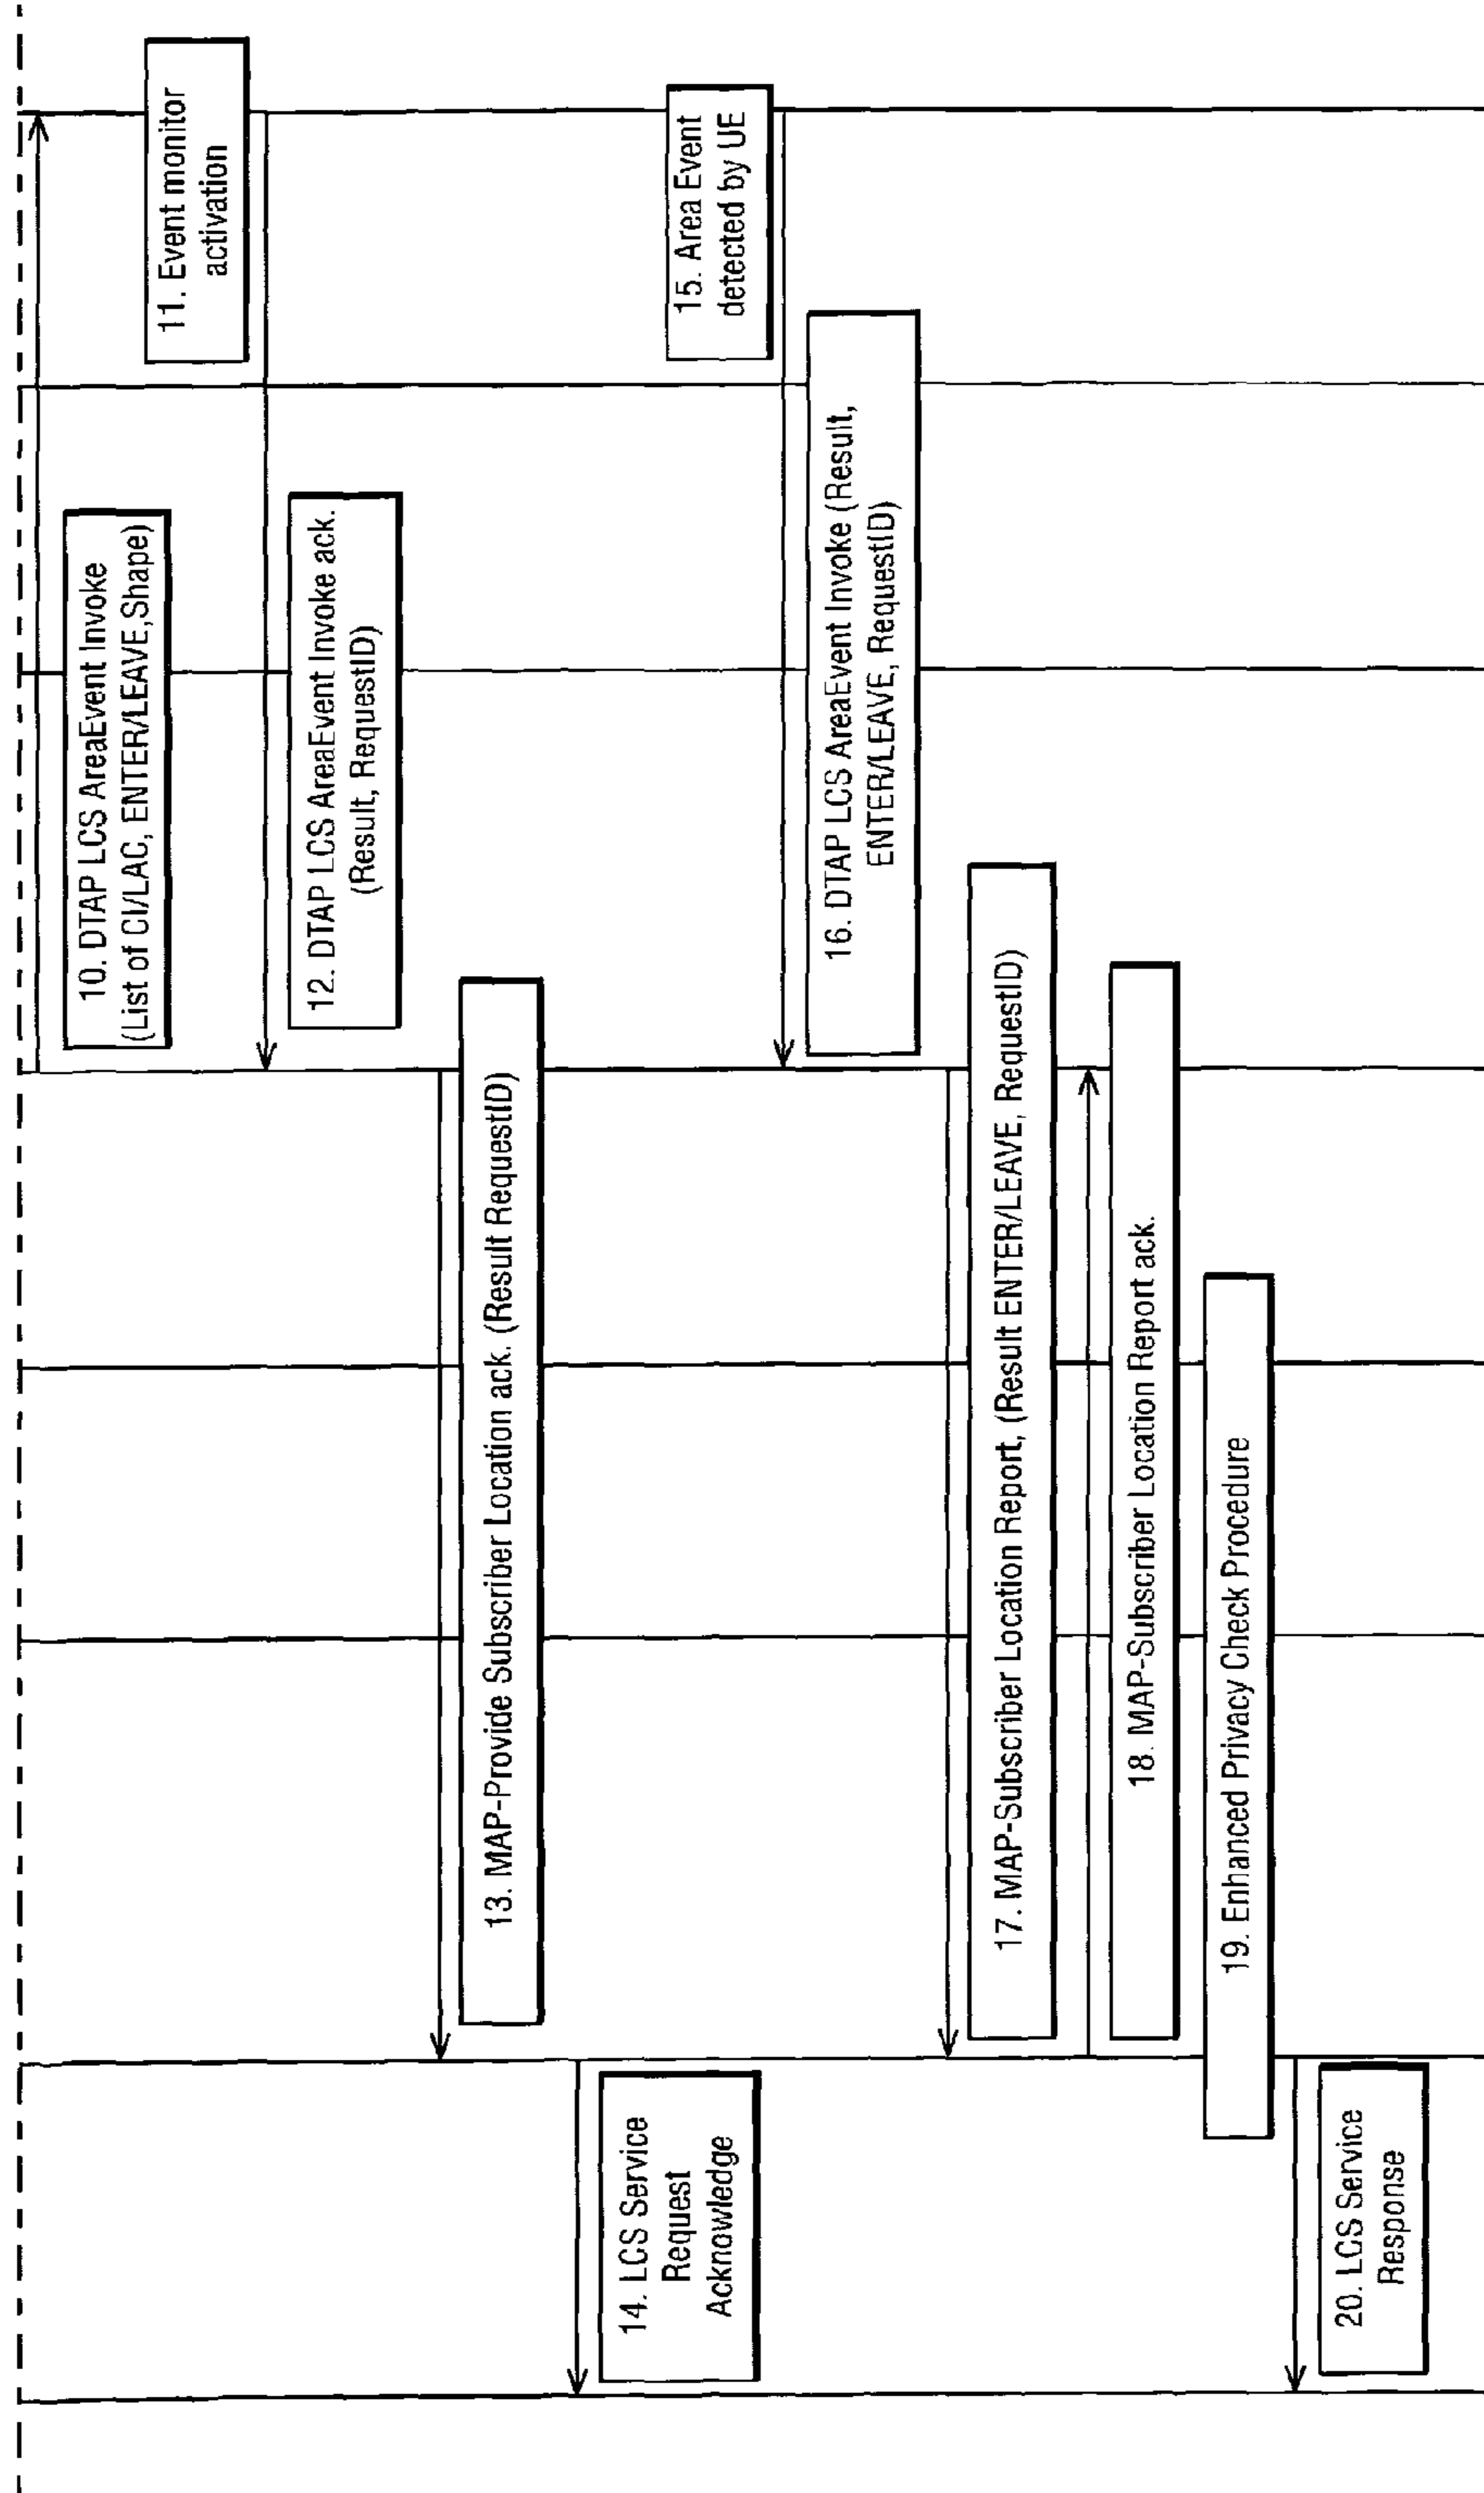 10. DTAP LCS AreaEvent Invoke
(List of CI/LAC, ENTER/LEAVE,Shape)
11. Event monitor
activation
12. DTAP LCS AreaEvent Invoke ack.
(Result, RequestID)
13. MAP-Provide Subscriber Location ack. (Result RequestID)
14. LCS Service
Request
Acknowledge
15. Area Event
detected by UE
16. DTAP LCS AreaEvent Invoke (Result,
ENTER/LEAVE, RequestID)
17. MAP-Subscriber Location Report, (Result ENTER/LEAVE, RequestID)
18. MAP-Subscriber Location Report ack.
19. Enhanced Privacy Check Procedure
20. LCS Service
Response